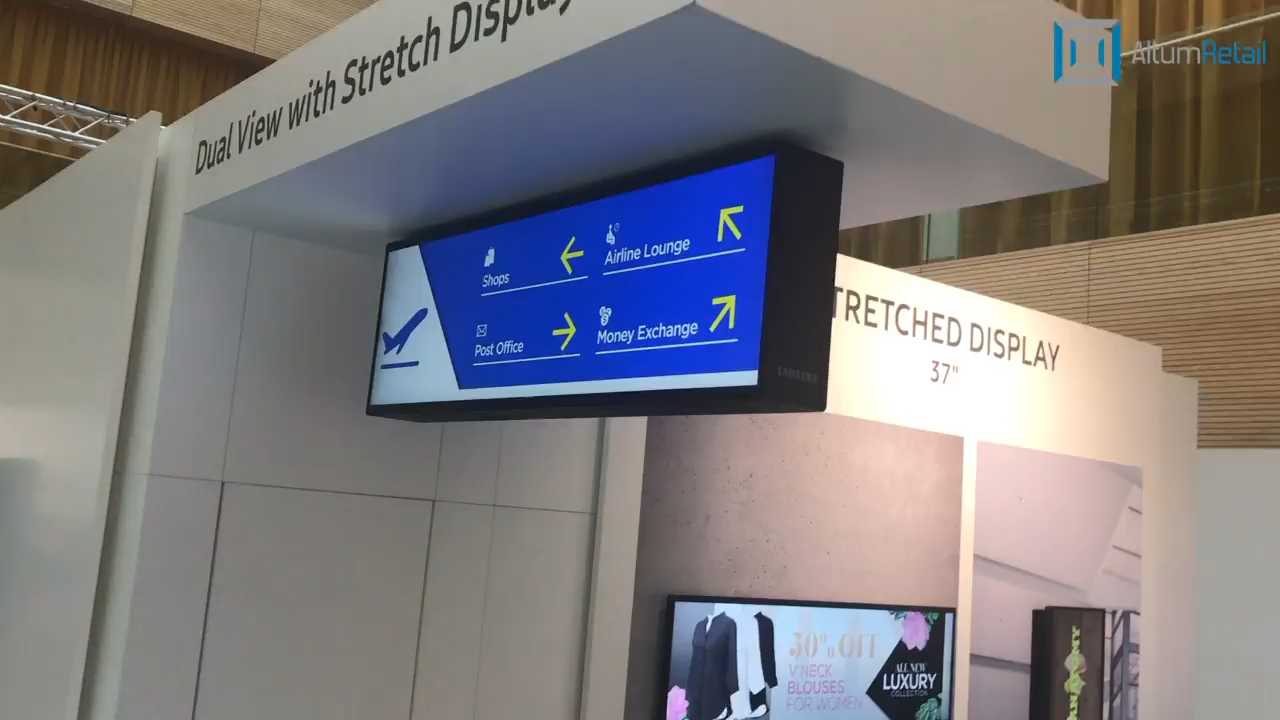 Dual View with Stretch Display
AltumRetail
Shops
Airline Lounge
Post Office
Money Exchange
SAMSUNG
TRETCHED DISPLAY
37"
30% OFF
V NECK
BLOUSES
FOR WOMEN
ALL NEW
LUXURY
COLLECTION